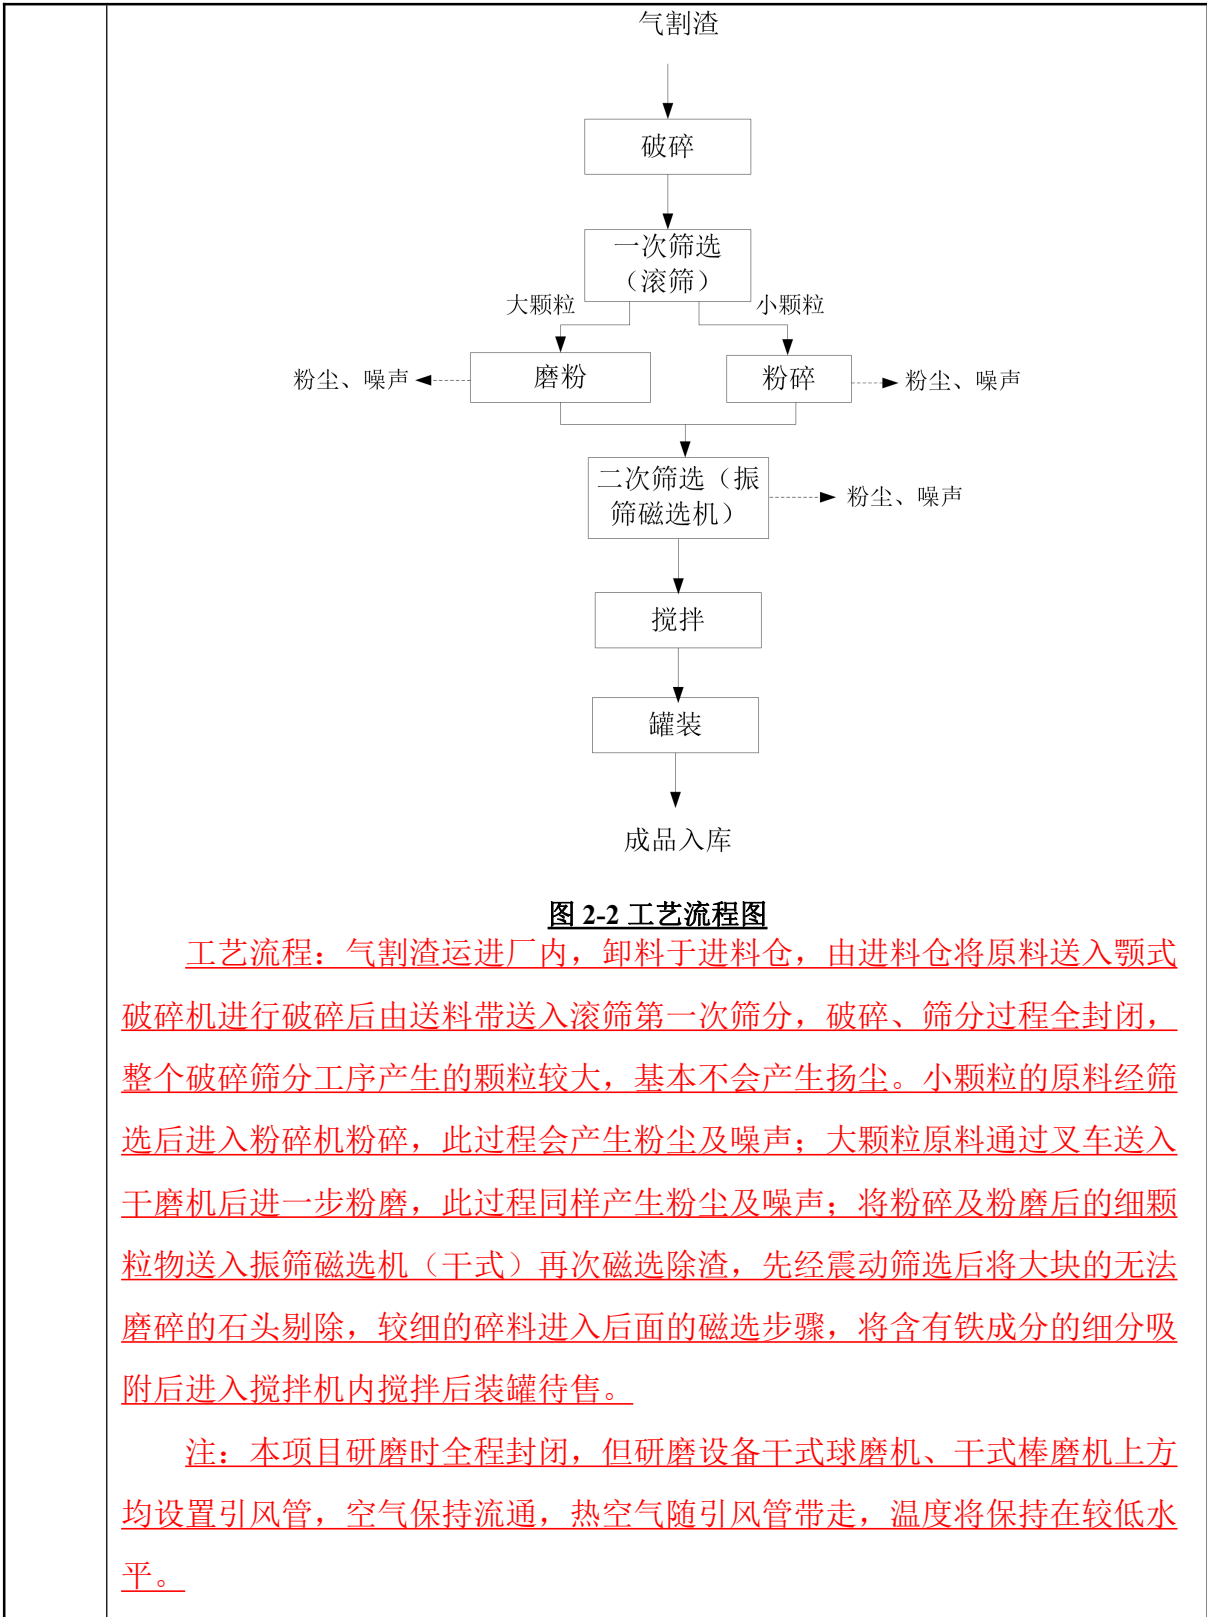 气割渣
破碎
一次筛选
（滚筛）
大颗粒
小颗粒
粉尘、噪声
磨粉
粉碎
粉尘、噪声
二次筛选（振
筛磁选机）
粉尘、噪声
搅拌
罐装
成品入库
图 2-2 工艺流程图
工艺流程：气割渣运进厂内，卸料于进料仓，由进料仓将原料送入颚式
破碎机进行破碎后由送料带送入滚筛第一次筛分，破碎、筛分过程全封闭，
整个破碎筛分工序产生的颗粒较大，基本不会产生扬尘。小颗粒的原料经筛
选后进入粉碎机粉碎，此过程会产生粉尘及噪声；大颗粒原料通过叉车送入
干磨机后进一步粉磨，此过程同样产生粉尘及噪声；将粉碎及粉磨后的细颗
粒物送入振筛磁选机（干式）再次磁选除渣，先经震动筛选后将大块的无法
磨碎的石头剔除，较细的碎料进入后面的磁选步骤，将含有铁成分的细分吸
附后进入搅拌机内搅拌后装罐待售。
注：本项目研磨时全程封闭，但研磨设备干式球磨机、干式棒磨机上方
均设置引风管，空气保持流通，热空气随引风管带走，温度将保持在较低水
平。